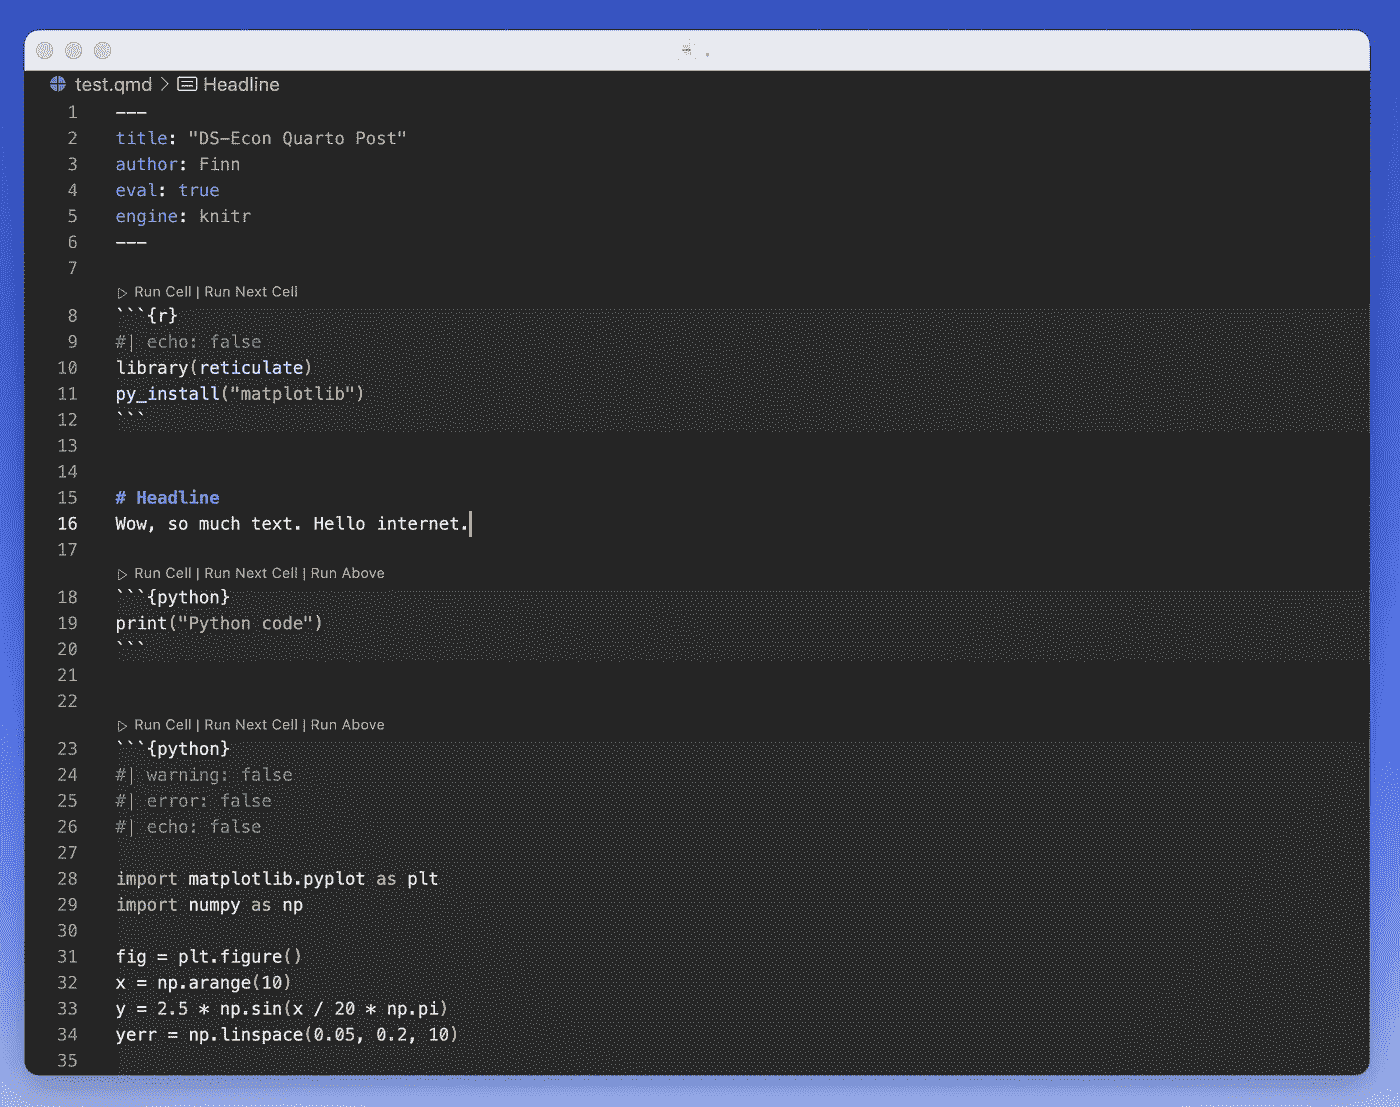 test.qmd > Headline
1 ---
2 title: "DS-Econ Quarto Post"
3 author: Finn
4 eval: true
5 engine: knitr
6 ---
7
Run Cell | Run Next Cell
8 ```{r}
9 #| echo: false
10 library(reticulate)
11 py_install("matplotlib")
12 ```
13
14
15 # Headline
16 Wow, so much text. Hello internet.
17
Run Cell | Run Next Cell | Run Above
18 ```{python}
19 print("Python code")
20 ```
21
22
Run Cell | Run Next Cell | Run Above
23 ```{python}
24 #| warning: false
25 #| error: false
26 #| echo: false
27
28 import matplotlib.pyplot as plt
29 import numpy as np
30
31 fig = plt.figure()
32 x = np.arange(10)
33 y = 2.5 * np.sin(x / 20 * np.pi)
34 yerr = np.linspace(0.05, 0.2, 10)
35